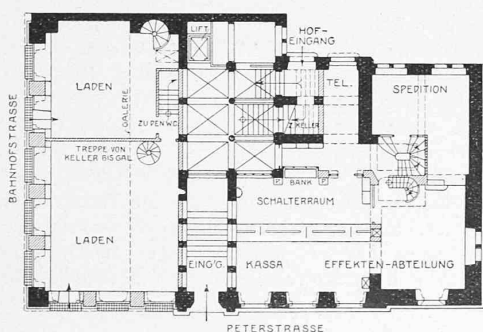 LIFT
HOF-
EINGANG
LADEN
GALERIE
ZU DEN WC.
TEL.
SPEDITION
Z. KELLER
BAHNHOFSTRASSE
TREPPE VON
KELLER BIS GAL.
P
BANK
P
SCHALTERRAUM
LADEN
EING'G.
KASSA
EFFEKTEN-ABTEILUNG
PETERSTRASSE